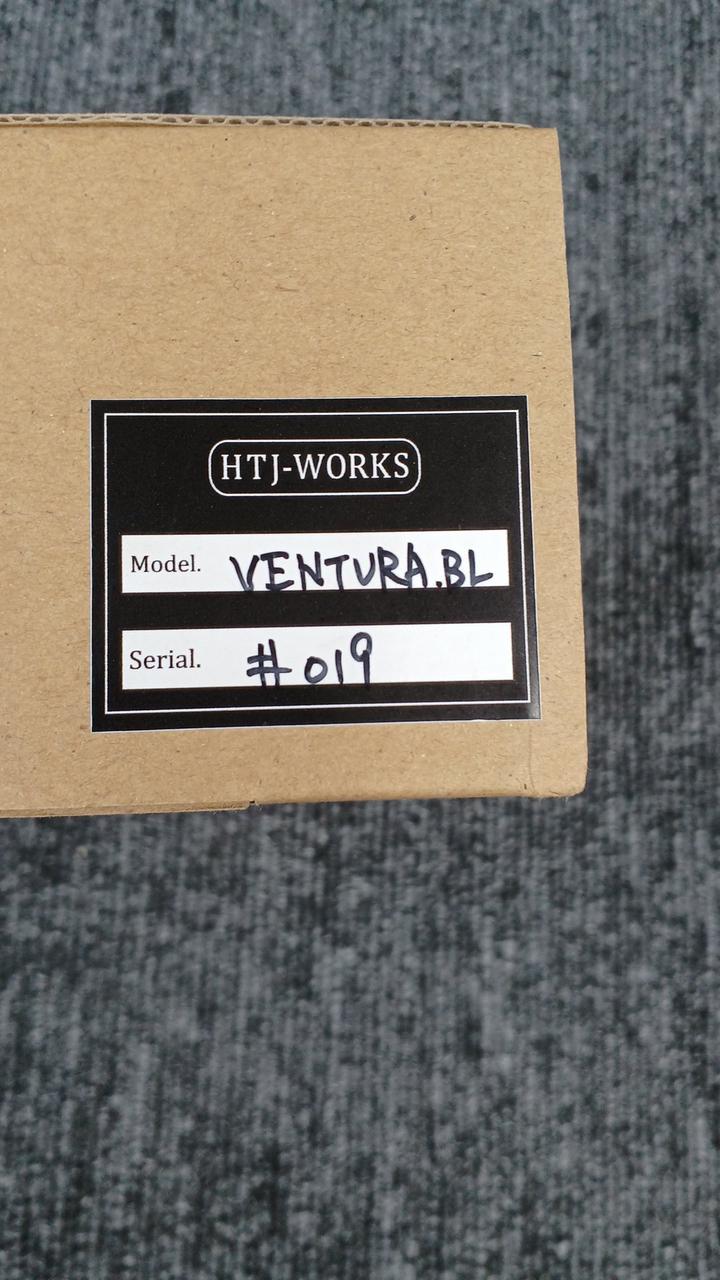 HTJ-WORKS
Model. VENTURA.BL
Serial. #019